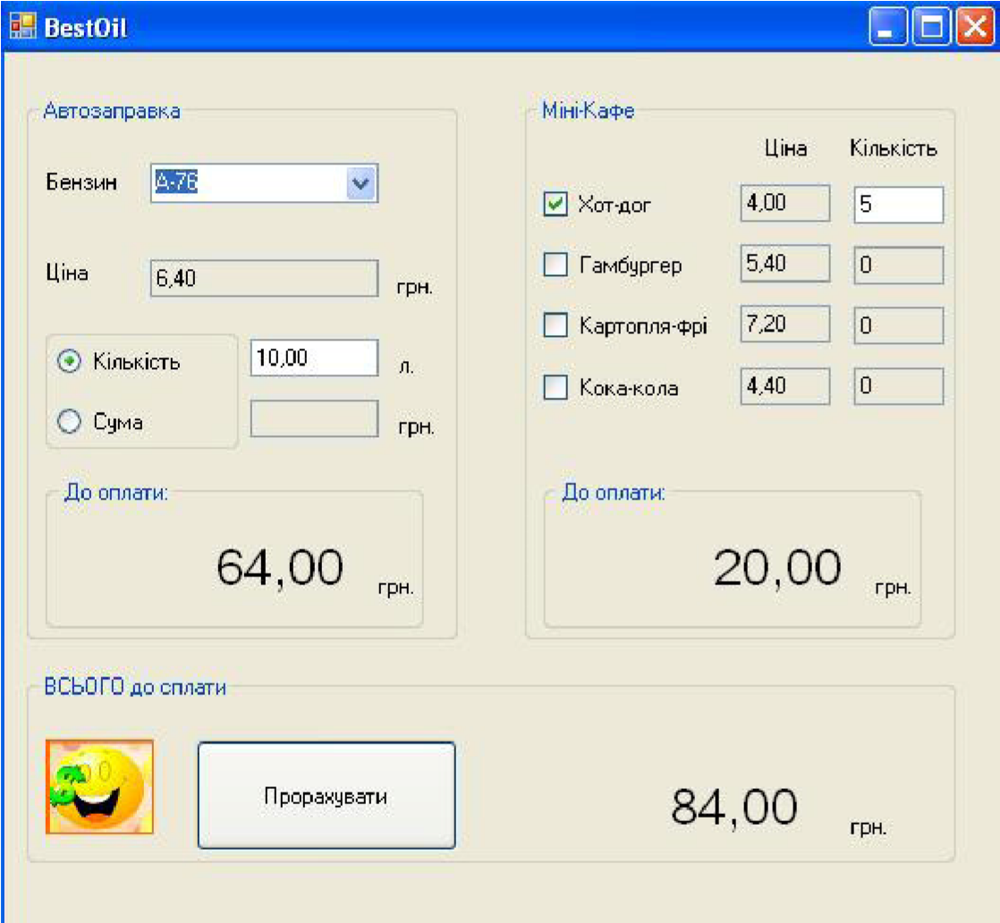 BestOil
Автозаправка
Бензин А-76
Ціна 6,40 грн.
Кількість 10,00 л.
Сума грн.
До оплати:
64,00 грн.
Міні-Кафе
Ціна Кількість
Хот-дог 4,00 5
Гамбургер 5,40 0
Картопля-фрі 7,20 0
Кока-кола 4,40 0
До оплати:
20,00 грн.
ВСЬОГО до сплати
Прорахувати 84,00 грн.